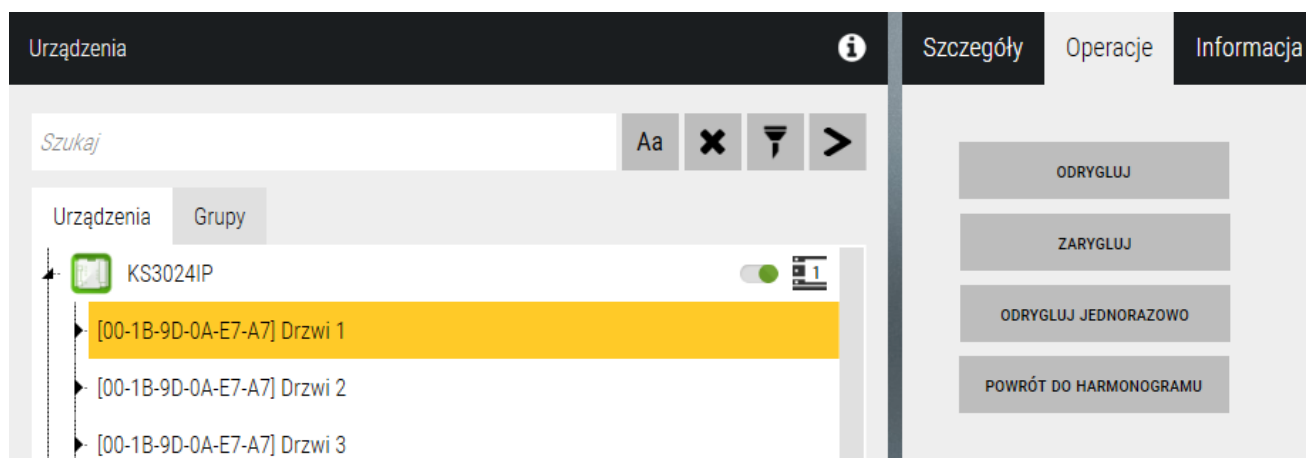 Urządzenia
Szukaj
Aa
Urządzenia Grupy
KS3024IP
1
[00-1B-9D-0A-E7-A7] Drzwi 1
[00-1B-9D-0A-E7-A7] Drzwi 2
[00-1B-9D-0A-E7-A7] Drzwi 3
Szczegóły Operacje Informacja
ODRYGLUJ
ZARYGLUJ
ODRYGLUJ JEDNORAZOWO
POWRÓT DO HARMONOGRAMU